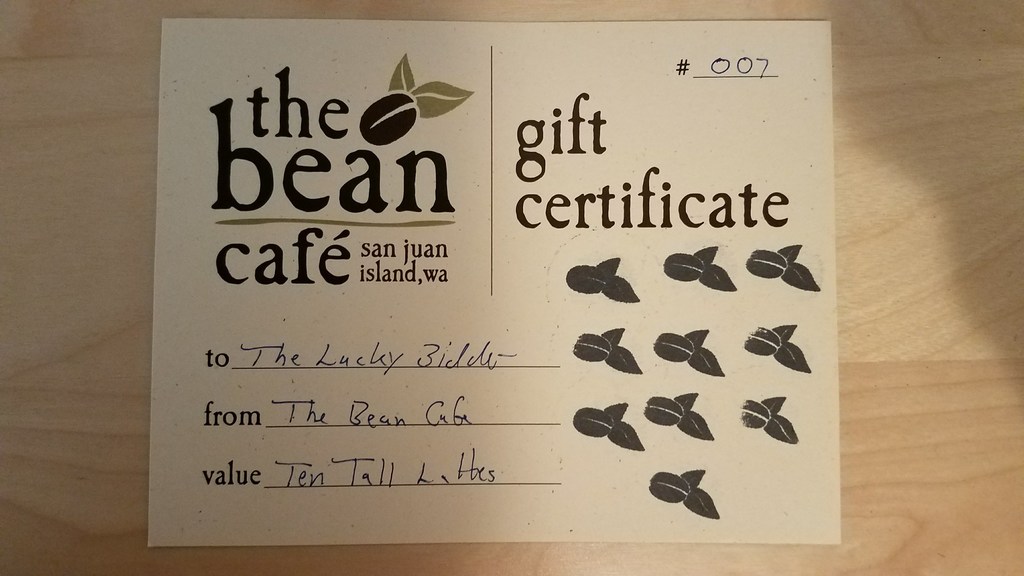 the
bean
café
san juan
island,wa
# 007
gift
certificate
to The Lucky Bidder
from The Bean Cafe
value Ten Tall Lattes